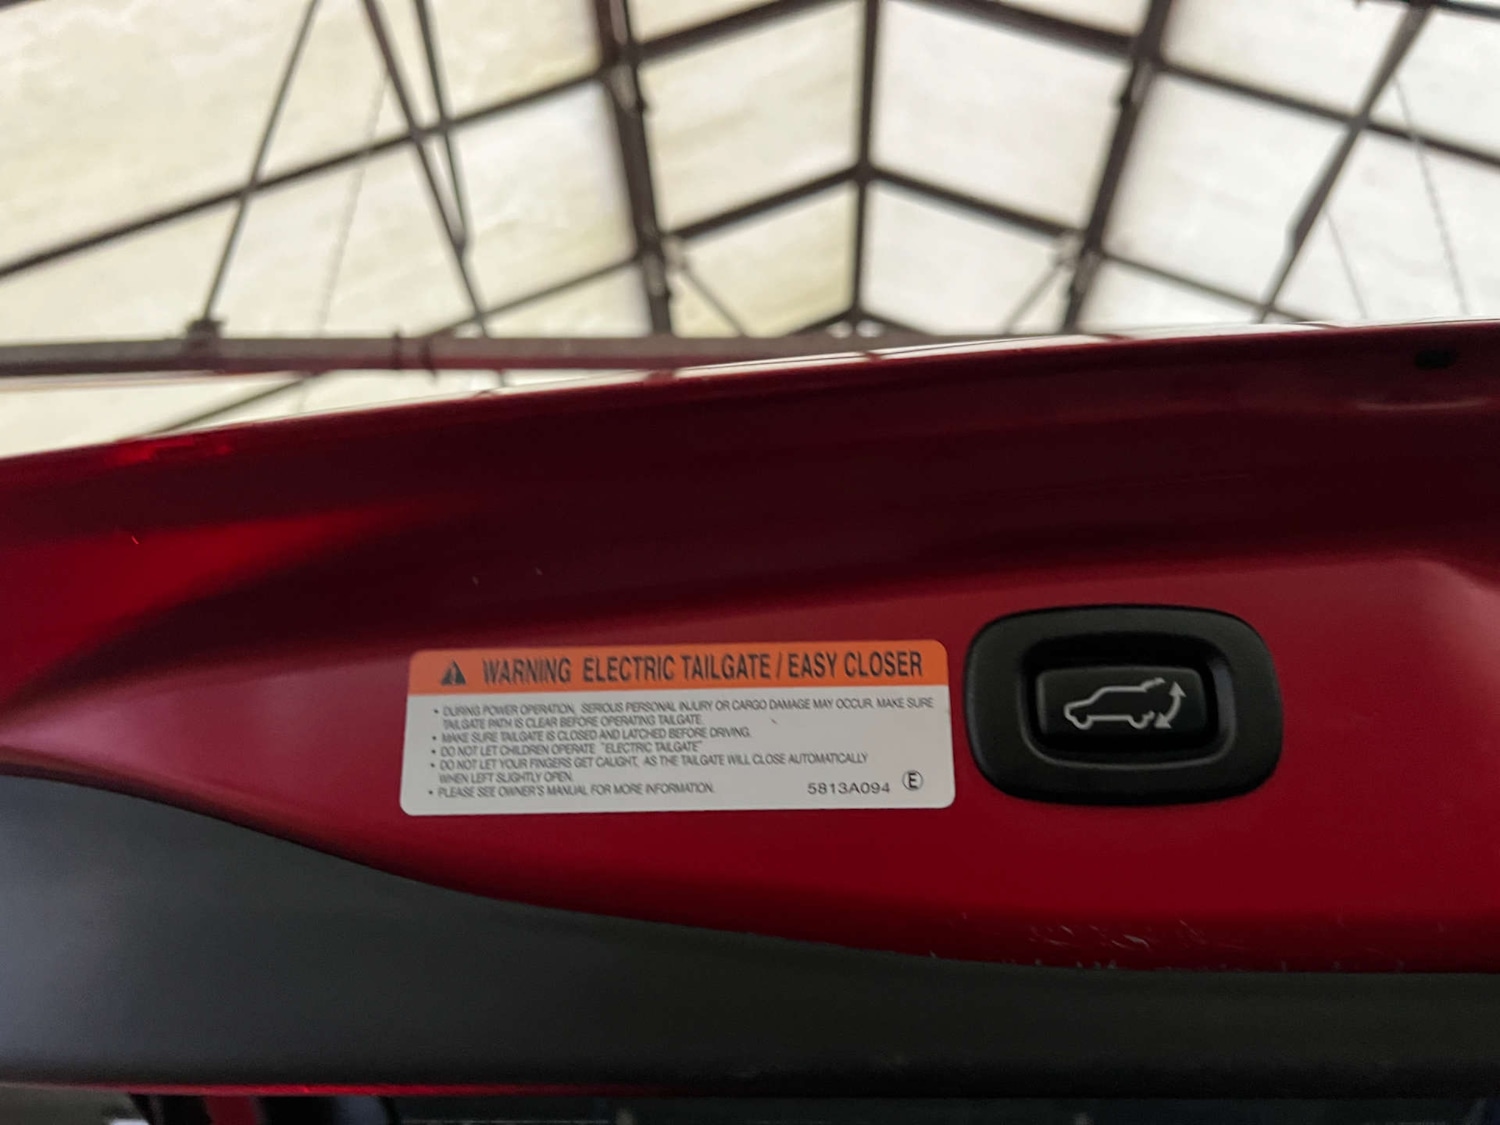 WARNING ELECTRIC TAILGATE / EASY CLOSER
• DURING POWER OPERATION, SERIOUS PERSONAL INJURY OR CARGO DAMAGE MAY OCCUR. MAKE SURE
TAILGATE PATH IS CLEAR BEFORE OPERATING TAILGATE.
• MAKE SURE TAILGATE IS CLOSED AND LATCHED BEFORE DRIVING.
• DO NOT LET CHILDREN OPERATE "ELECTRIC TAILGATE"
• DO NOT LET YOUR FINGERS GET CAUGHT, AS THE TAILGATE WILL CLOSE AUTOMATICALLY
WHEN LEFT SLIGHTLY OPEN.
• PLEASE SEE OWNER'S MANUAL FOR MORE INFORMATION.
5813A094 Ⓔ